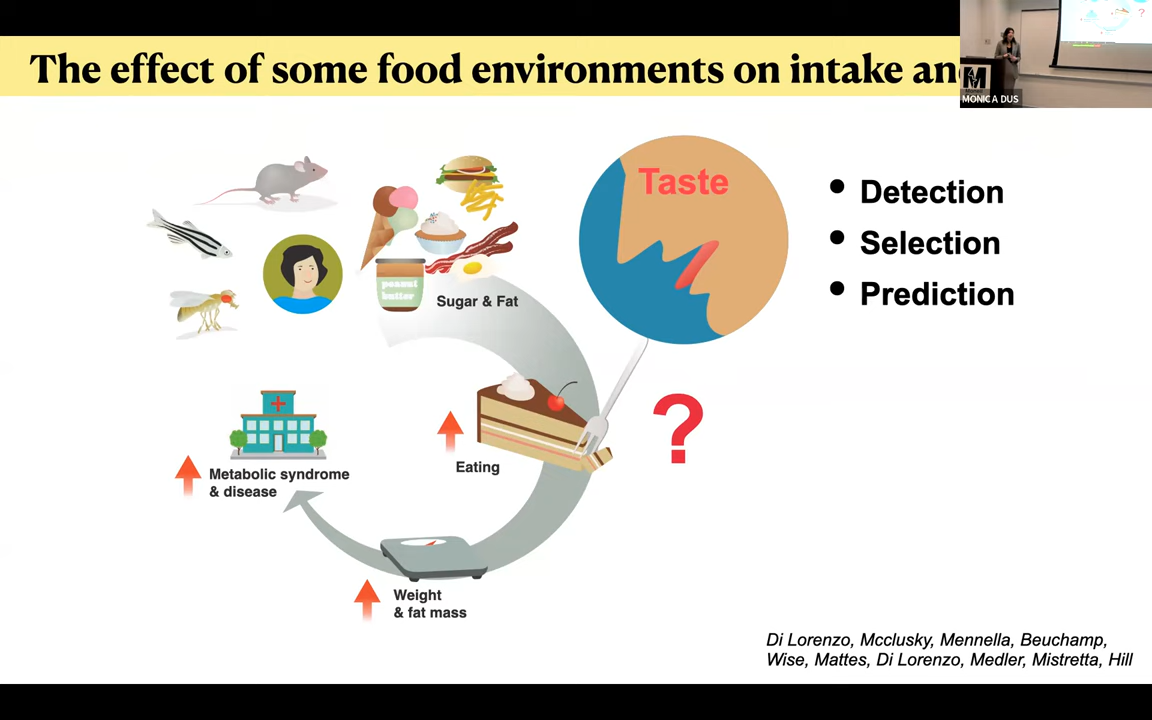 The effect of some food environments on intake an
MONICA DUS
Taste
Detection
Selection
Prediction
peanut
butter
Sugar & Fat
?
Eating
Metabolic syndrome
& disease
Weight
& fat mass
Di Lorenzo, Mcclusky, Mennella, Beuchamp,
Wise, Mattes, Di Lorenzo, Medler, Mistretta, Hill